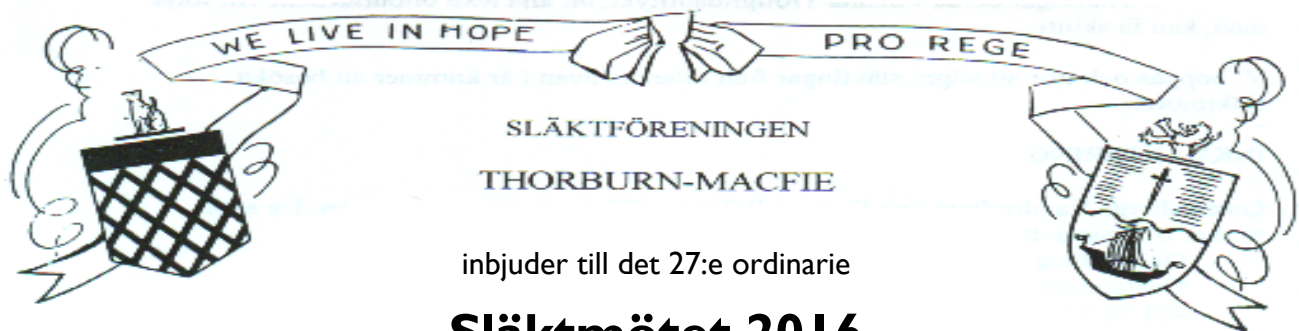 WE LIVE IN HOPE
PRO REGE
SLÄKTFÖRENINGEN
THORBURN-MACFIE
inbjuder till det 27:e ordinarie
Släktmötet 2016